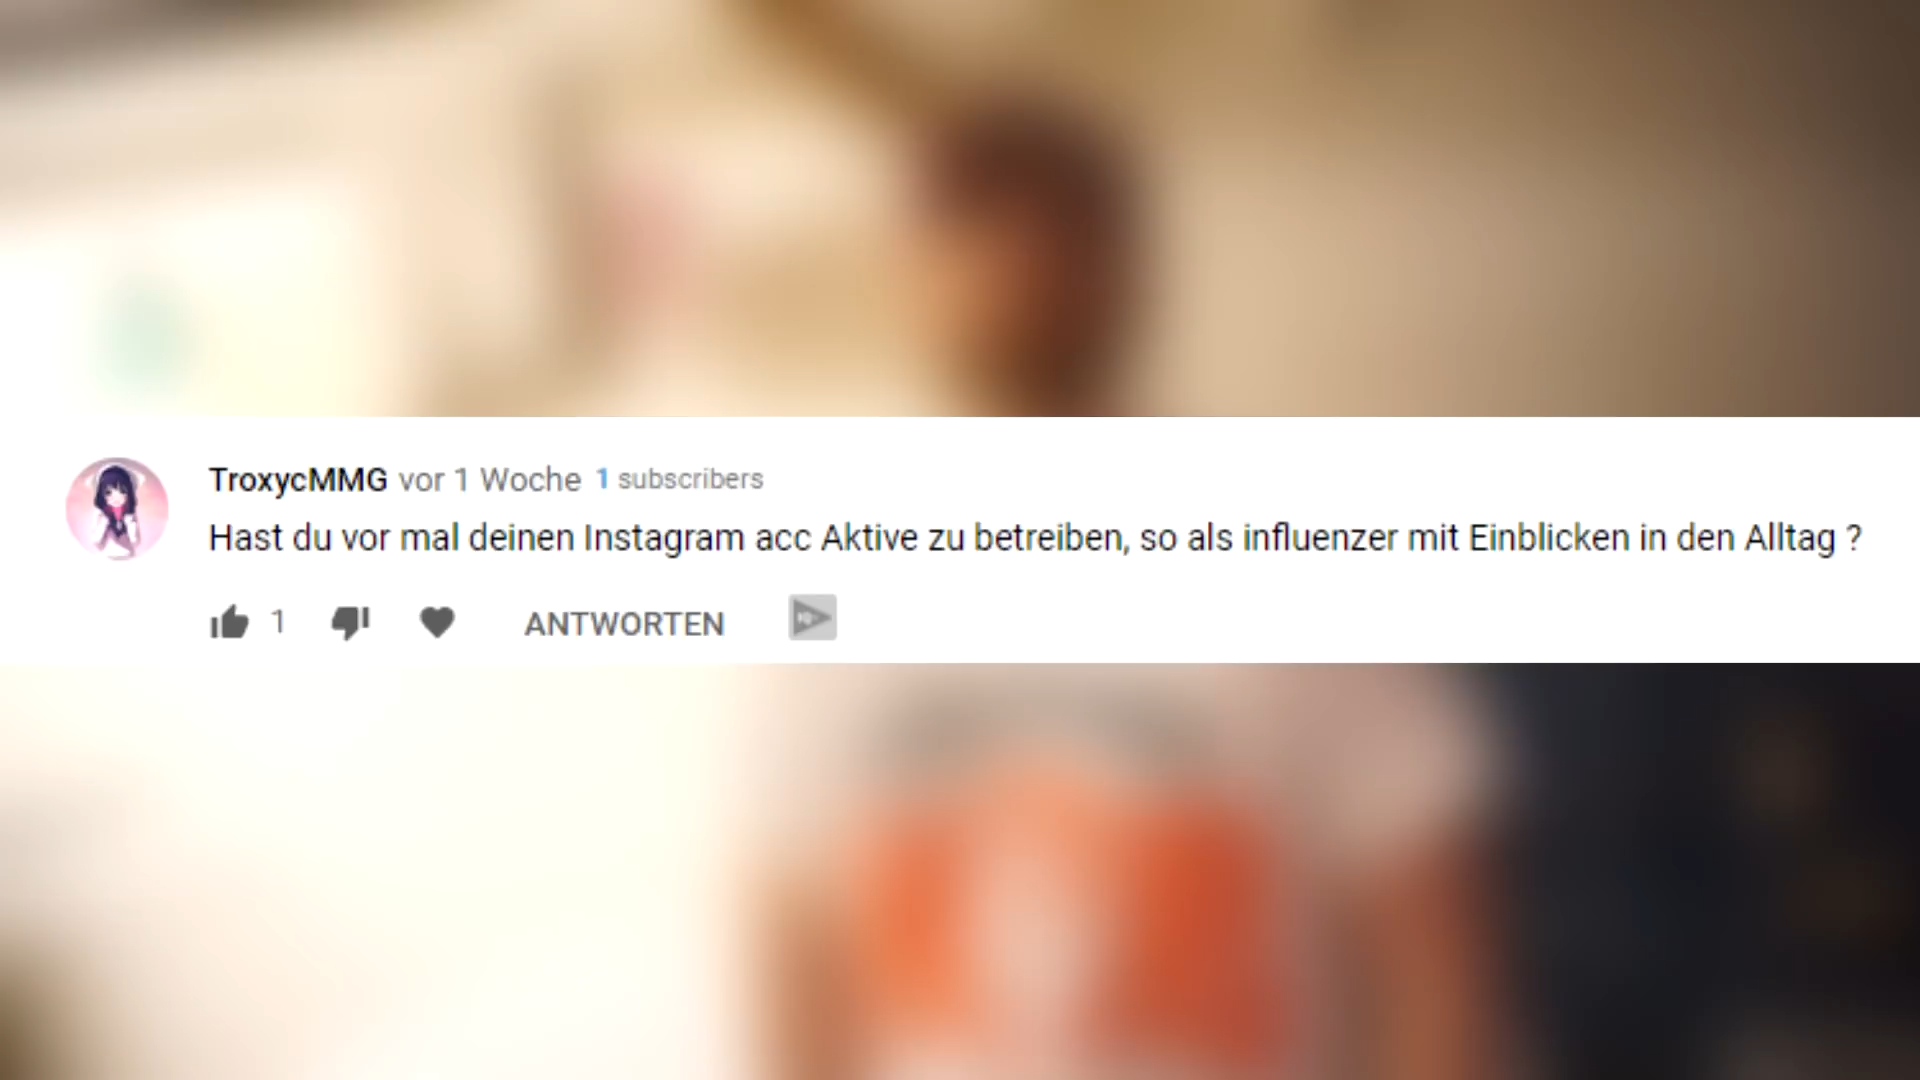 TroxycMMG vor 1 Woche 1 subscribers
Hast du vor mal deinen Instagram acc Aktive zu betreiben, so als influenzer mit Einblicken in den Alltag ?
1 ANTWORTEN